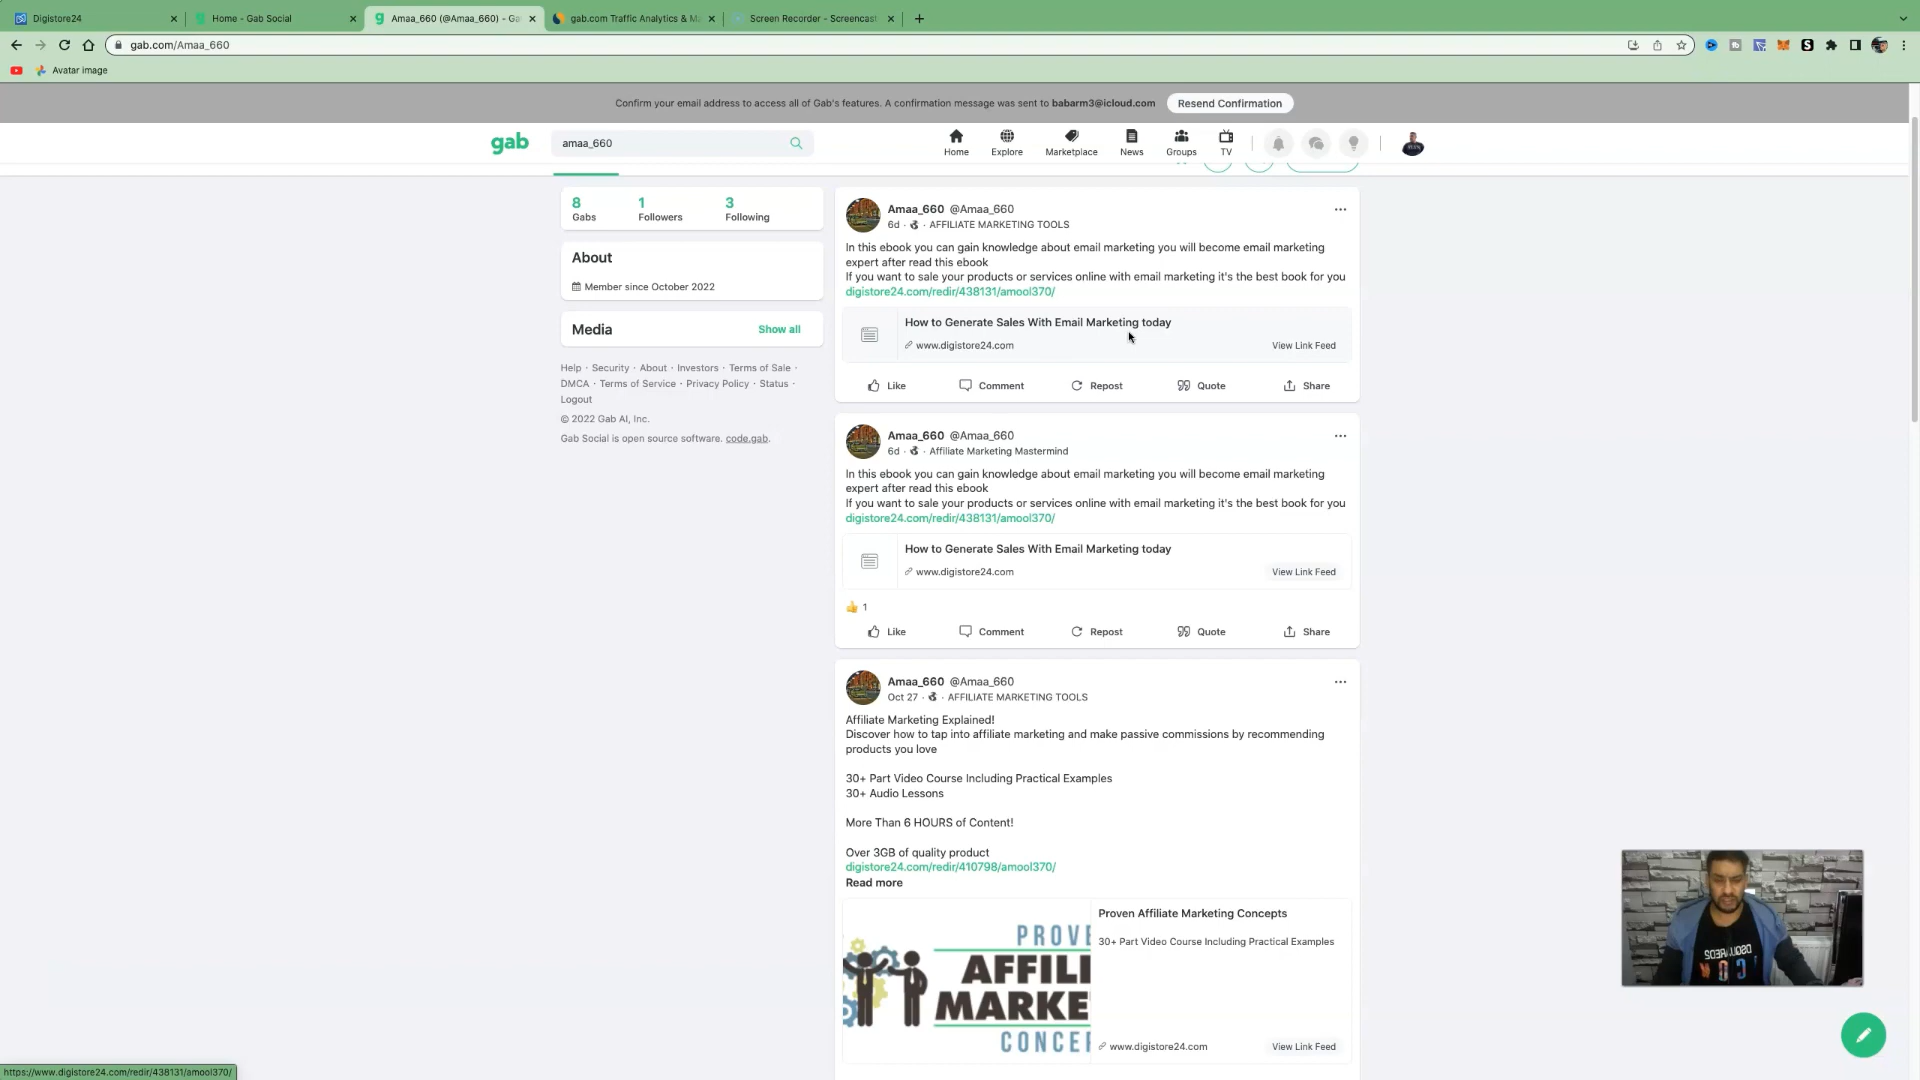 Digistore24
Home - Gab Social
Amaa_660 (@Amaa_660) - Ga
gab.com Traffic Analytics & Ma
Screen Recorder - Screencast
gab.com/Amaa_660
Avatar image
Confirm your email address to access all of Gab's features. A confirmation message was sent to babarm3@icloud.com
Resend Confirmation
gab
amaa_660
Home
Explore
Marketplace
News
Groups
TV
8
Gabs
1
Followers
3
Following
About
Member since October 2022
Media
Show all
Help · Security · About · Investors · Terms of Sale ·
DMCA · Terms of Service · Privacy Policy · Status ·
Logout
© 2022 Gab AI, Inc.
Gab Social is open source software. code.gab.
Amaa_660 @Amaa_660
6d · · AFFILIATE MARKETING TOOLS
In this ebook you can gain knowledge about email marketing you will become email marketing
expert after read this ebook
If you want to sale your products or services online with email marketing it's the best book for you
digistore24.com/redir/438131/amool370/
How to Generate Sales With Email Marketing today
www.digistore24.com
View Link Feed
Like
Comment
Repost
Quote
Share
Amaa_660 @Amaa_660
6d · · Affiliate Marketing Mastermind
In this ebook you can gain knowledge about email marketing you will become email marketing
expert after read this ebook
If you want to sale your products or services online with email marketing it's the best book for you
digistore24.com/redir/438131/amool370/
How to Generate Sales With Email Marketing today
www.digistore24.com
View Link Feed
1
Like
Comment
Repost
Quote
Share
Amaa_660 @Amaa_660
Oct 27 · · AFFILIATE MARKETING TOOLS
Affiliate Marketing Explained!
Discover how to tap into affiliate marketing and make passive commissions by recommending
products you love
30+ Part Video Course Including Practical Examples
30+ Audio Lessons
More Than 6 HOURS of Content!
Over 3GB of quality product
digistore24.com/redir/410798/amool370/
Read more
PROVE
AFFILI
MARKE
CONCE
Proven Affiliate Marketing Concepts
30+ Part Video Course Including Practical Examples
www.digistore24.com
View Link Feed
https://www.digistore24.com/redir/438131/amool370/